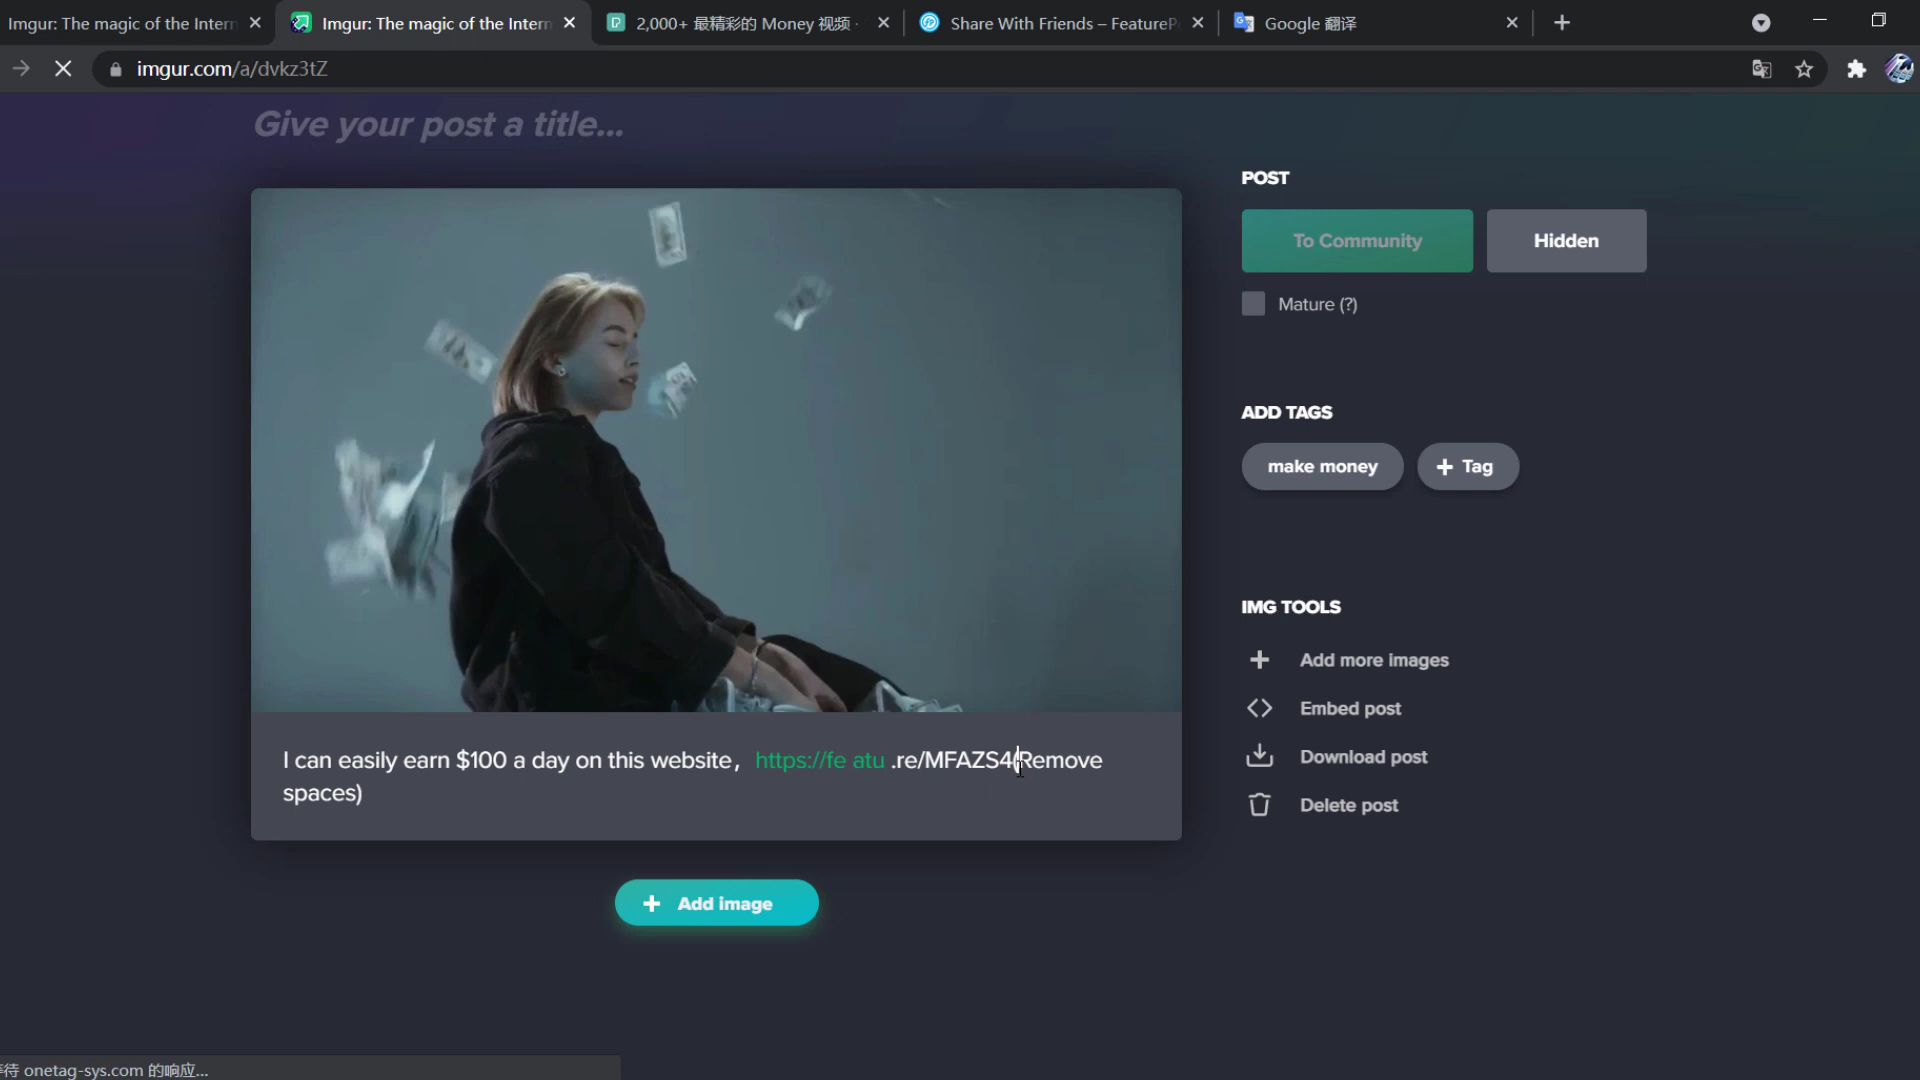 Imgur: The magic of the Intern
Imgur: The magic of the Intern
2,000+ 最精彩的 Money 视频 ·
Share With Friends – FeatureP
Google 翻译
imgur.com/a/dvkz3tZ
Give your post a title...
POST
To Community
Hidden
Mature (?)
ADD TAGS
make money
+ Tag
IMG TOOLS
Add more images
Embed post
Download post
Delete post
I can easily earn $100 a day on this website，https://fe atu .re/MFAZS4(Remove
spaces)
+ Add image
待 onetag-sys.com 的响应...